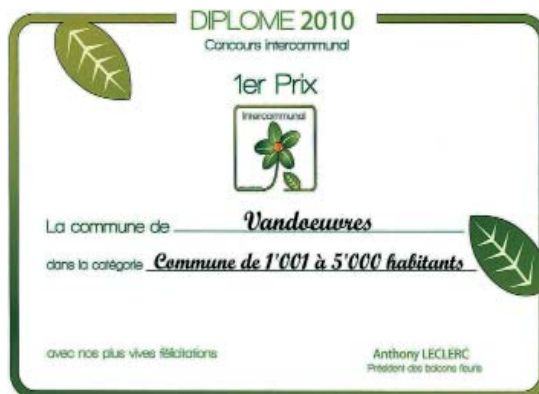 DIPLOME 2010
Concours intercommunal
1er Prix
Intercommunal
La commune de Vandoeuvres
dans la catégorie Commune de 1'001 à 5'000 habitants
avec nos plus vives félicitations
Anthony LECLERC
Président des balcons fleuris